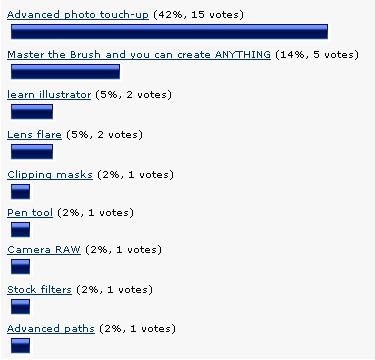 Advanced photo touch-up (42%, 15 votes)
Master the Brush and you can create ANYTHING (14%, 5 votes)
learn illustrator (5%, 2 votes)
Lens flare (5%, 2 votes)
Clipping masks (2%, 1 votes)
Pen tool (2%, 1 votes)
Camera RAW (2%, 1 votes)
Stock filters (2%, 1 votes)
Advanced paths (2%, 1 votes)